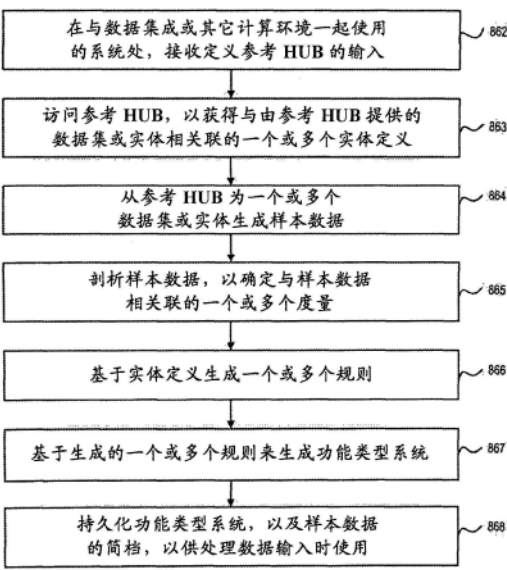 在与数据集成或其它计算环境一起使用
的系统处，接收定义参考 HUB 的输入
862
访问参考 HUB，以获得与由参考 HUB 提供的
数据集或实体相关联的一个或多个实体定义
863
从参考 HUB 为一个或多个
数据集或实体生成样本数据
864
剖析样本数据，以确定与样本数据
相关联的一个或多个度量
865
基于实体定义生成一个或多个规则
866
基于生成的一个或多个规则来生成功能类型系统
867
持久化功能类型系统，以及样本数据
的简档，以供处理数据输入时使用
868